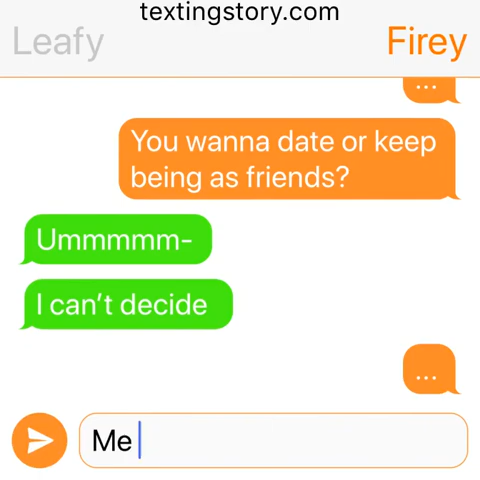 textingstory.com
Leafy
Firey
...
You wanna date or keep
being as friends?
Ummmmm-
I can't decide
...
Me